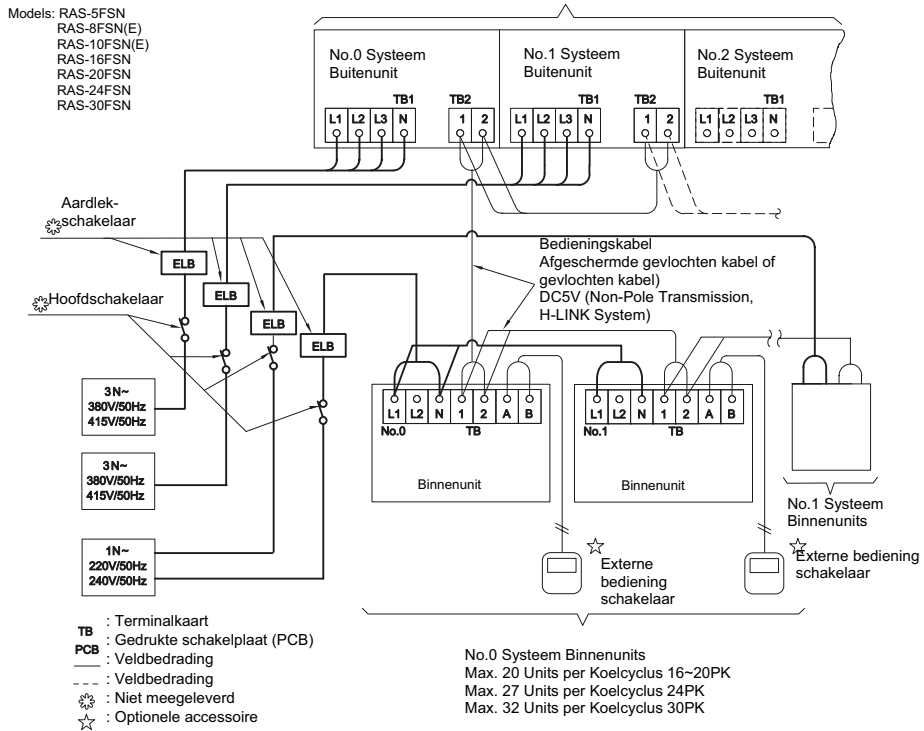 Models: RAS-5FSN
RAS-8FSN(E)
RAS-10FSN(E)
RAS-16FSN
RAS-20FSN
RAS-24FSN
RAS-30FSN
No.0 Systeem
Buitenunit
No.1 Systeem
Buitenunit
No.2 Systeem
Buitenunit
TB1
TB2
TB1
TB2
TB1
L1 L2 L3 N
1 2
L1 L2 L3 N
1 2
L1 L2 L3 N
Aardlek-
schakelaar
ELB
ELB
ELB
ELB
Hoofdschakelaar
Bedieningskabel
Afgeschermde gevlochten kabel of
gevlochten kabel)
DC5V (Non-Pole Transmission,
H-LINK System)
3N~
380V/50Hz
415V/50Hz
3N~
380V/50Hz
415V/50Hz
1N~
220V/50Hz
240V/50Hz
L1 L2 N 1 2 A B
No.0 TB
Binnenunit
L1 L2 N 1 2 A B
No.1 TB
Binnenunit
No.1 Systeem
Binnenunits
Externe
bediening
schakelaar
Externe bediening
schakelaar
TB : Terminalkaart
PCB : Gedrukte schakelplaat (PCB)
: Veldbedrading
: Veldbedrading
: Niet meegeleverd
: Optionele accessoire
No.0 Systeem Binnenunits
Max. 20 Units per Koelcyclus 16~20PK
Max. 27 Units per Koelcyclus 24PK
Max. 32 Units per Koelcyclus 30PK